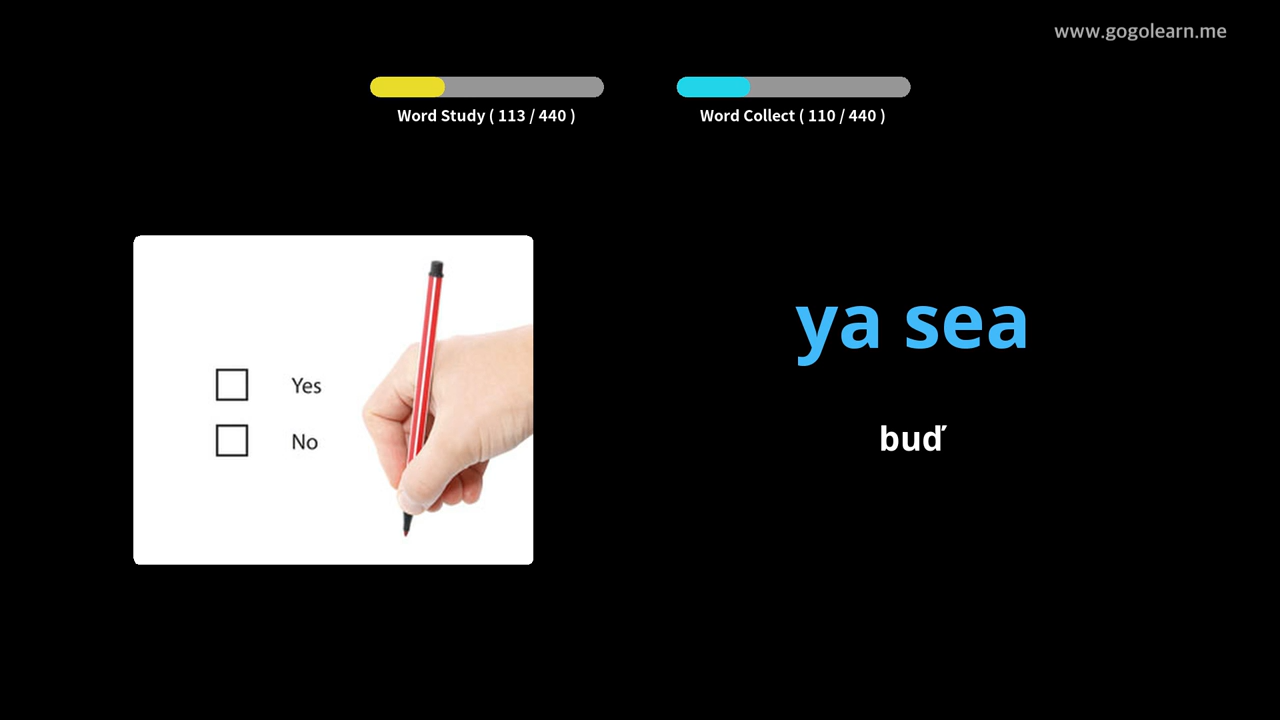 www.gogolearn.me
Word Study ( 113 / 440 )
Word Collect ( 110 / 440 )
Yes
No
ya sea
buď